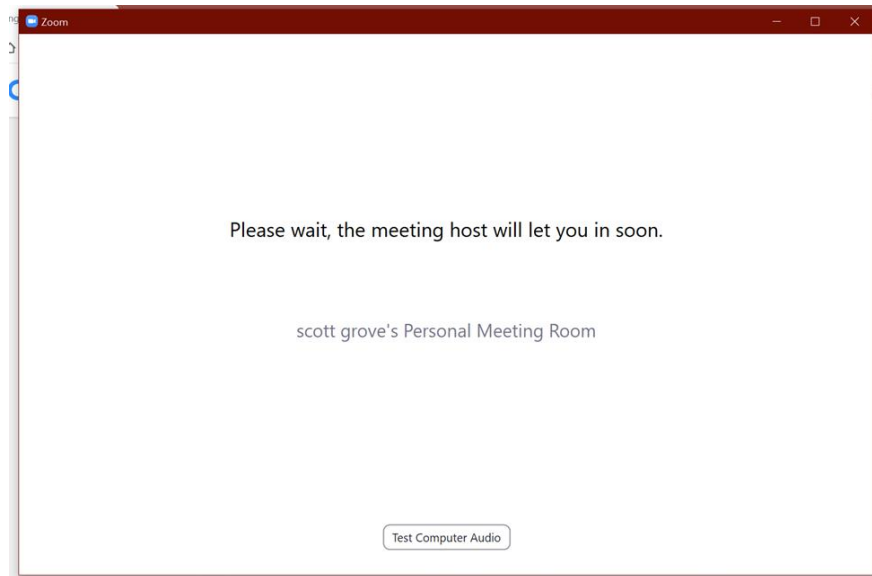 Zoom
Please wait, the meeting host will let you in soon.
scott grove's Personal Meeting Room
Test Computer Audio